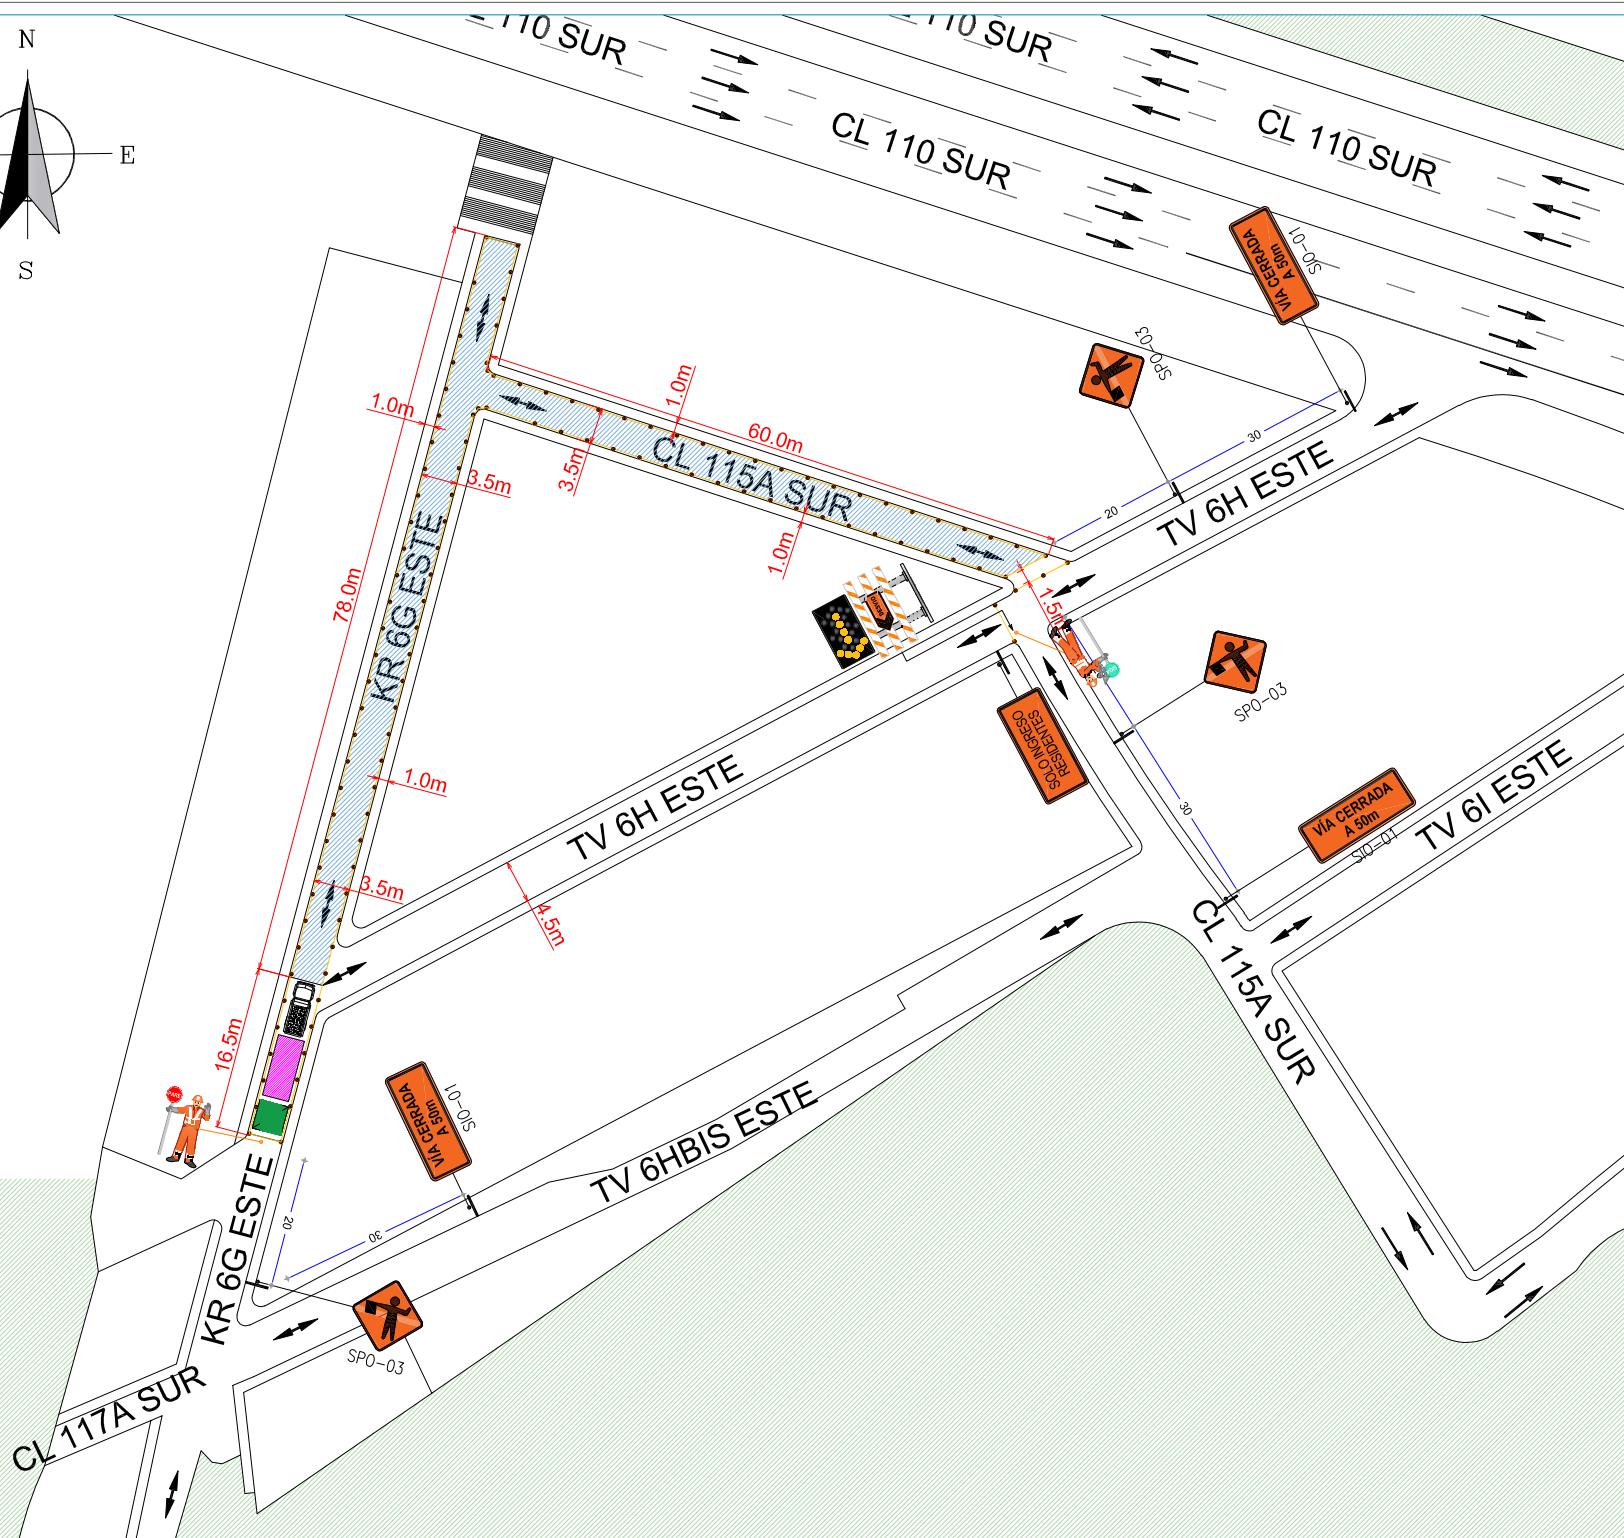 N
E
S
110 SUR
110 SUR
CL 110 SUR
CL 110 SUR
VÍA CERRADA
A 50m
SIO-01
SPO-03
30
20
TV 6H ESTE
1.0m
1.0m
60.0m
3.5m
3.5m
CL 115A SUR
1.0m
KR 6G ESTE
78.0m
DESVIO
1.5m
SPO-03
SOLO INGRESO
RESIDENTES
30
VÍA CERRADA
A 50m
SIO-01
TV 6I ESTE
1.0m
TV 6H ESTE
3.5m
4.5m
CL 115A SUR
16.5m
PARE
VÍA CERRADA
A 50m
SIO-01
TV 6HBIS ESTE
20
30
KR 6G ESTE
SPO-03
CL 117A SUR